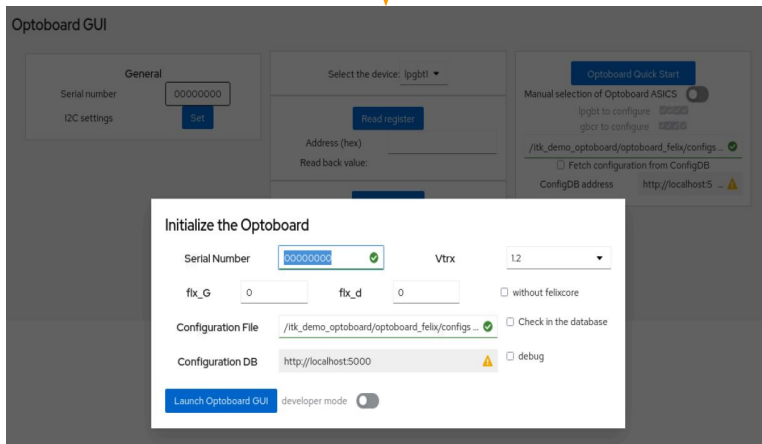 Optoboard GUI
General
Serial number 00000000
I2C settings Set
Select the device: lpgbt1
Read register
Address (hex)
Read back value:
Optoboard Quick Start
Manual selection of Optoboard ASICS
lpgbt to configure
gbcr to configure
/itk_demo_optoboard/optoboard_felix/configs ...
Fetch configuration from ConfigDB
ConfigDB address http://localhost:5 ...
Initialize the Optoboard
Serial Number 00000000 Vtrx 1.2
flx_G 0 flx_d 0 without felixcore
Configuration File /itk_demo_optoboard/optoboard_felix/configs ... Check in the database
Configuration DB http://localhost:5000 debug
Launch Optoboard GUI developer mode